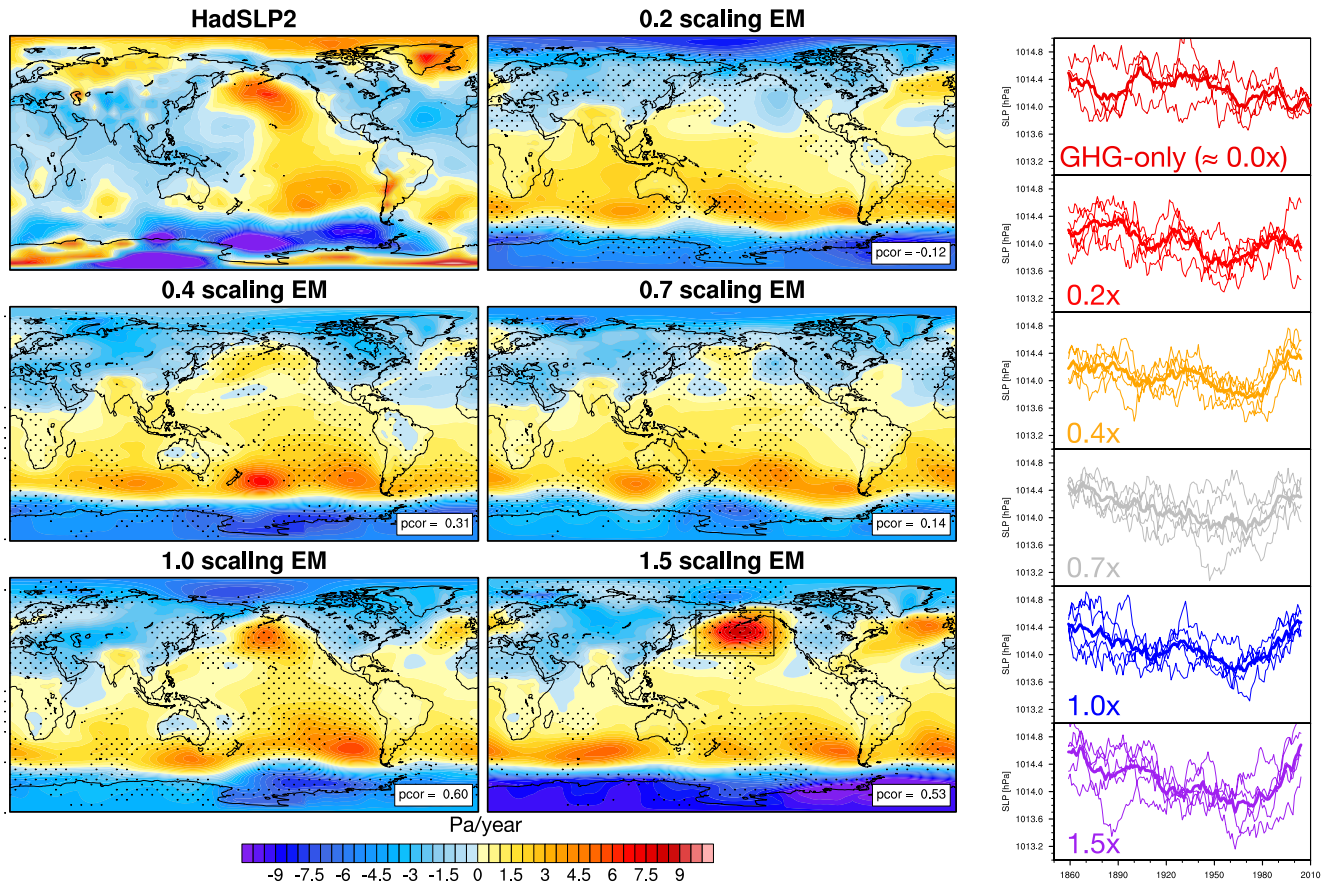 HadSLP2
0.2 scaling EM
pcor = -0.12
0.4 scaling EM
0.7 scaling EM
pcor = 0.31
pcor = 0.14
1.0 scaling EM
1.5 scaling EM
pcor = 0.60
pcor = 0.53
Pa/year
-9 -7.5 -6 -4.5 -3 -1.5 0 1.5 3 4.5 6 7.5 9
1014.8
1014.4
1014.0
1013.6
1013.2
SLP [hPa]
GHG-only (≈ 0.0x)
1014.8
1014.4
1014.0
1013.6
1013.2
SLP [hPa]
0.2x
1014.8
1014.4
1014.0
1013.6
1013.2
SLP [hPa]
0.4x
1014.8
1014.4
1014.0
1013.6
1013.2
SLP [hPa]
0.7x
1014.8
1014.4
1014.0
1013.6
1013.2
SLP [hPa]
1.0x
1014.8
1014.4
1014.0
1013.6
1013.2
SLP [hPa]
1.5x
1860 1890 1920 1950 1980 2010